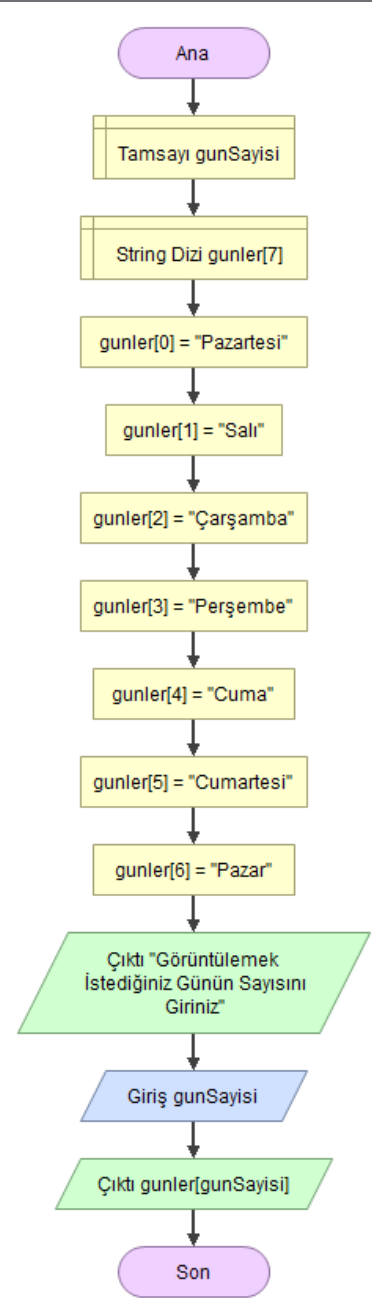 Ana
Tamsayı gunSayisi
String Dizi gunler[7]
gunler[0] = "Pazartesi"
gunler[1] = "Salı"
gunler[2] = "Çarşamba"
gunler[3] = "Perşembe"
gunler[4] = "Cuma"
gunler[5] = "Cumartesi"
gunler[6] = "Pazar"
Çıktı "Görüntülemek
İstediğiniz Günün Sayısını
Giriniz"
Giriş gunSayisi
Çıktı gunler[gunSayisi]
Son